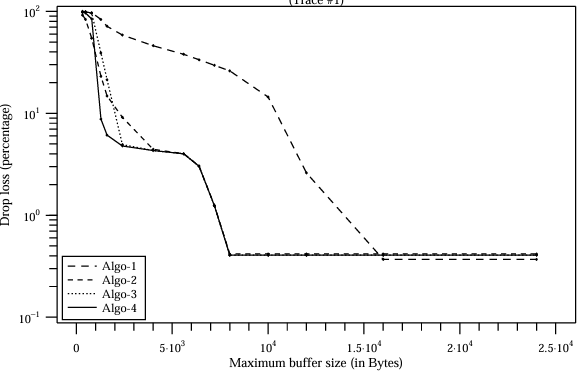 (Trace #1)
10²
10¹
10⁰
10⁻¹
Drop loss (percentage)
Algo-1
Algo-2
Algo-3
Algo-4
0
5·10³
10⁴
1.5·10⁴
2·10⁴
2.5·10⁴
Maximum buffer size (in Bytes)